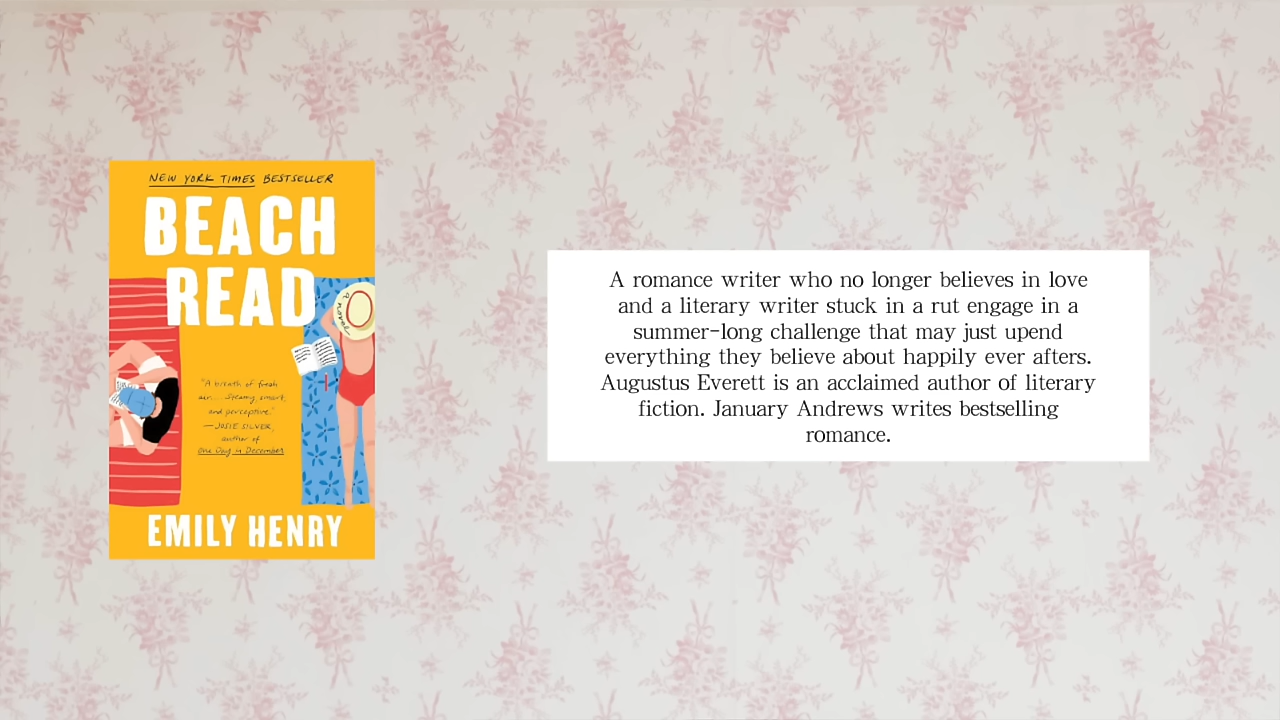 NEW YORK TIMES BESTSELLER
BEACH
READ
a novel
"A breath of fresh
air.... Steamy, smart,
and perceptive."
—JOSIE SILVER,
author of
One Day in December
EMILY HENRY
A romance writer who no longer believes in love
and a literary writer stuck in a rut engage in a
summer-long challenge that may just upend
everything they believe about happily ever afters.
Augustus Everett is an acclaimed author of literary
fiction. January Andrews writes bestselling
romance.